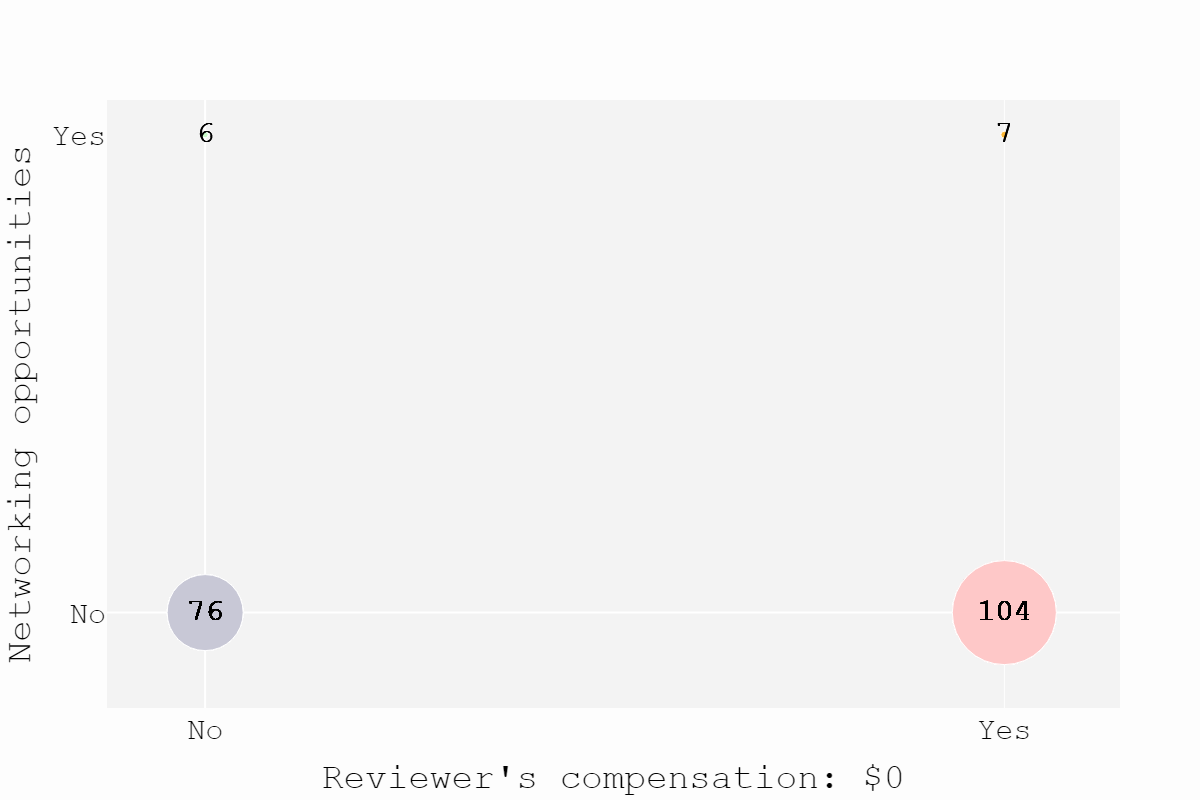 Networking opportunities
Yes
6
7
No
76
104
No
Yes
Reviewer's compensation: $0